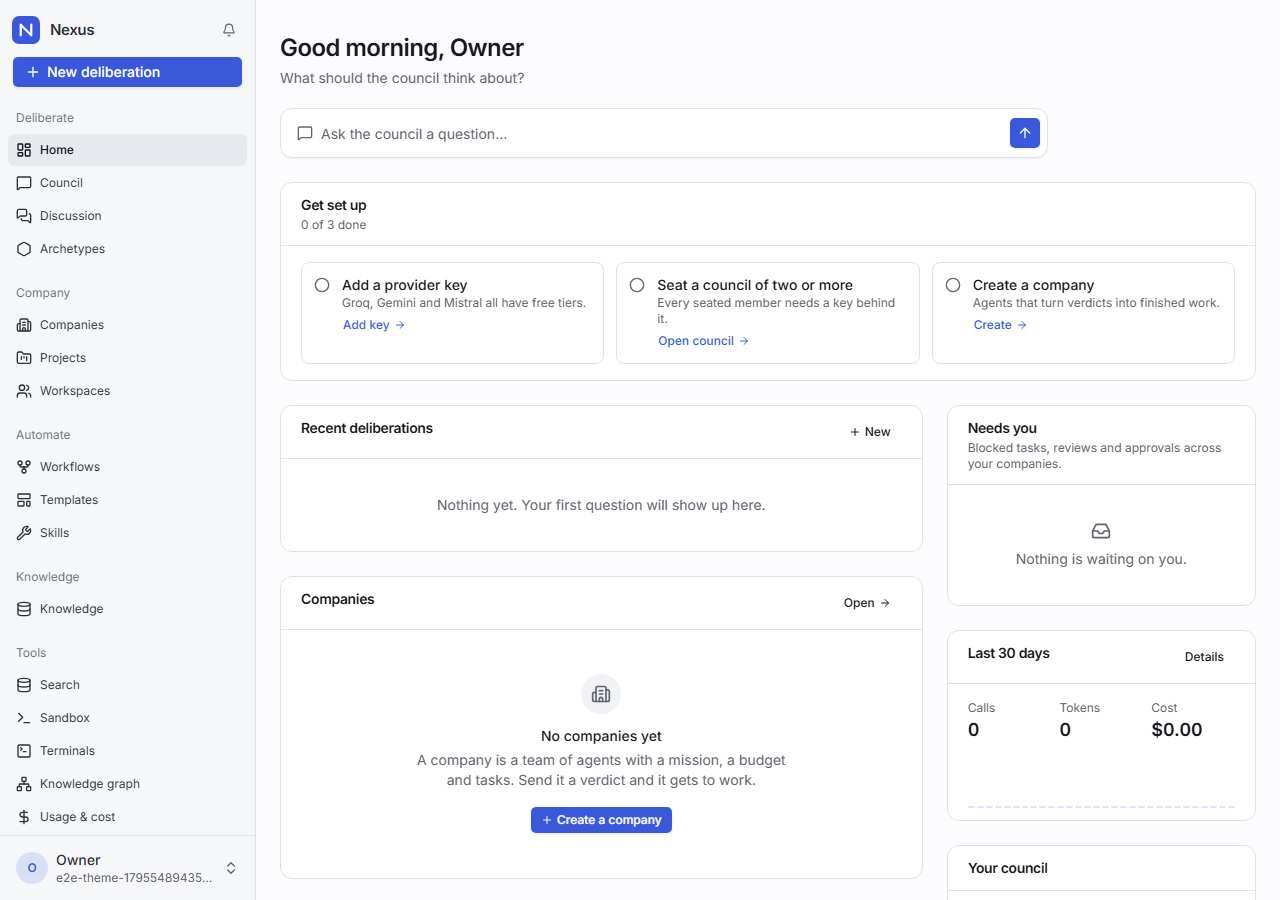 Nexus
New deliberation
Deliberate
Home
Council
Discussion
Archetypes
Company
Companies
Projects
Workspaces
Automate
Workflows
Templates
Skills
Knowledge
Knowledge
Tools
Search
Sandbox
Terminals
Knowledge graph
Usage & cost
O
Owner
e2e-theme-17955489435...
Good morning, Owner
What should the council think about?
Ask the council a question...
Get set up
0 of 3 done
Add a provider key
Groq, Gemini and Mistral all have free tiers.
Add key
Seat a council of two or more
Every seated member needs a key behind
it.
Open council
Create a company
Agents that turn verdicts into finished work.
Create
Recent deliberations
New
Nothing yet. Your first question will show up here.
Companies
Open
No companies yet
A company is a team of agents with a mission, a budget
and tasks. Send it a verdict and it gets to work.
Create a company
Needs you
Blocked tasks, reviews and approvals across
your companies.
Nothing is waiting on you.
Last 30 days
Details
Calls
Tokens
Cost
0
0
$0.00
Your council